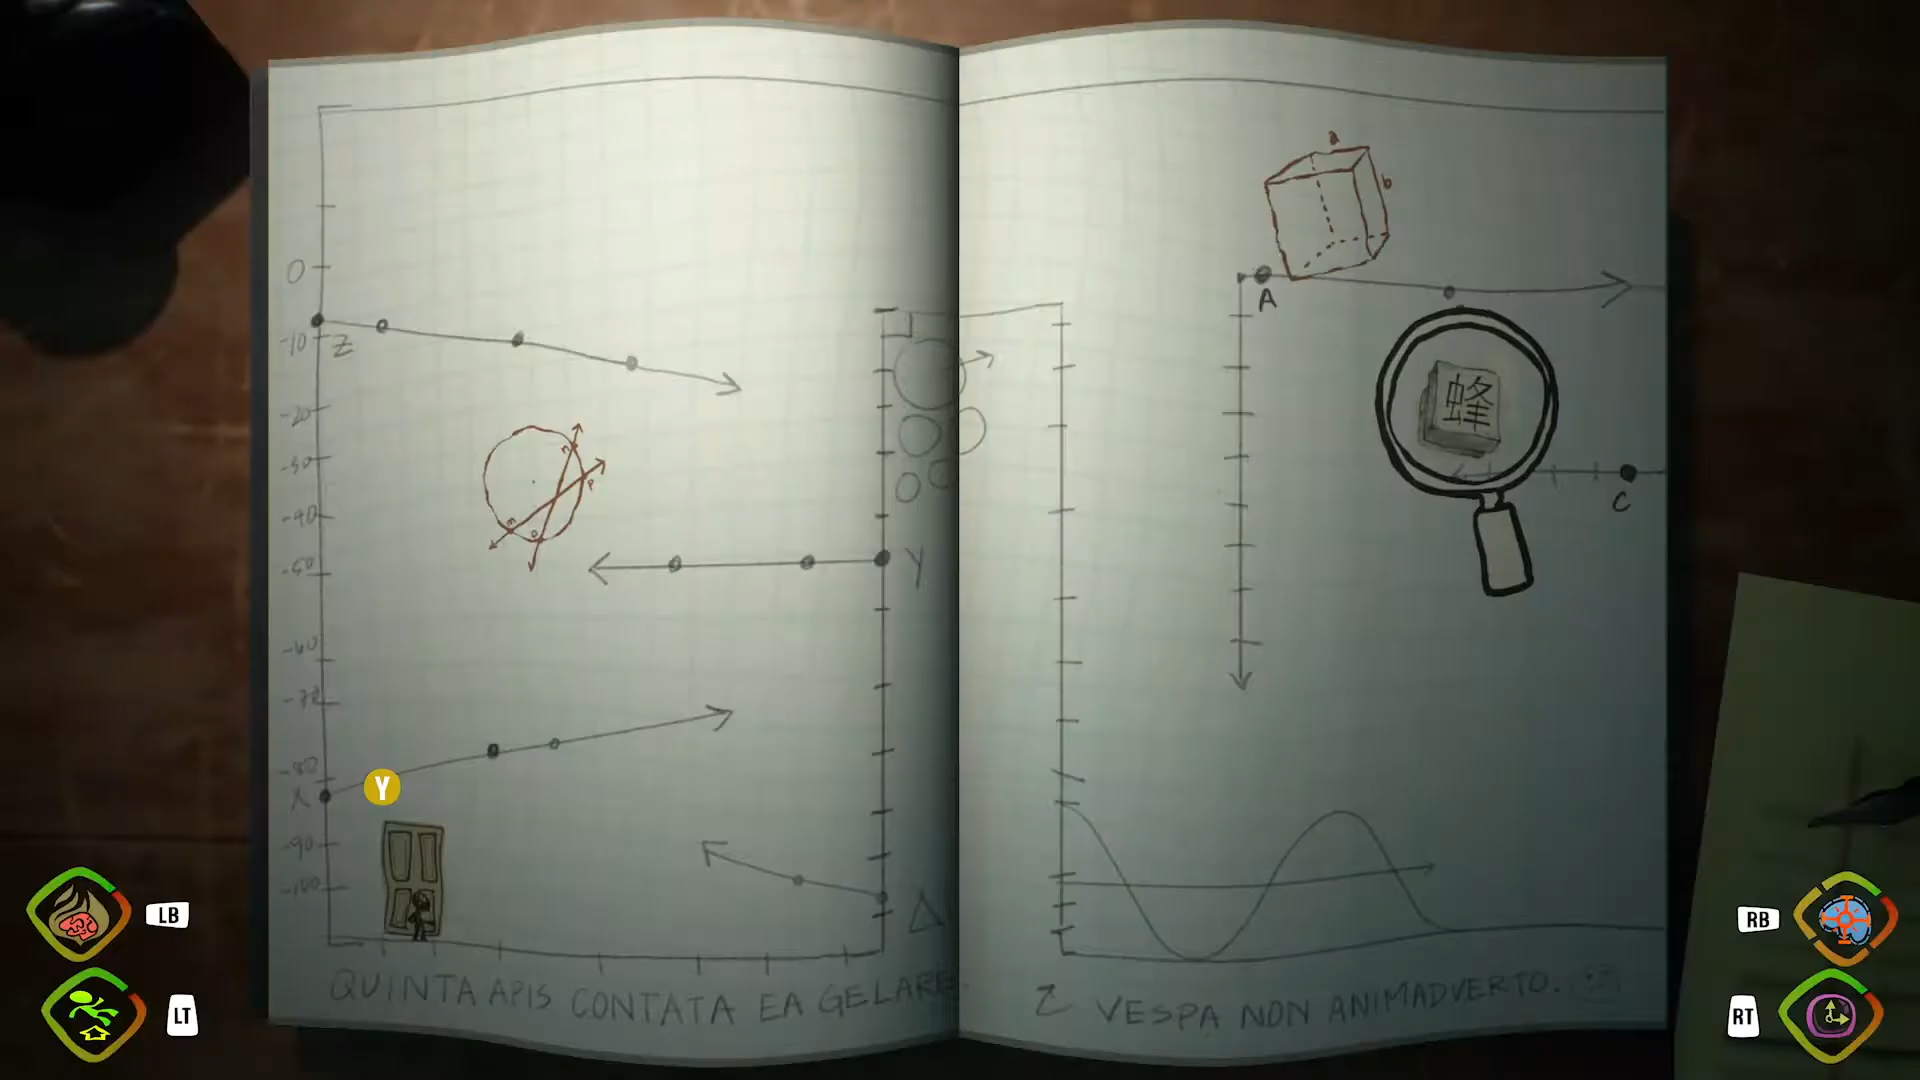 a
b
0
-10
Z
A
-20
-30
蜂
-40
C
-50
Y
-60
-70
-80
X
Y
-90
-100
LB
RB
QUINTA APIS CONTATA EA GELARE.
Z VESPA NON ANIMADVERTO.
LT
RT